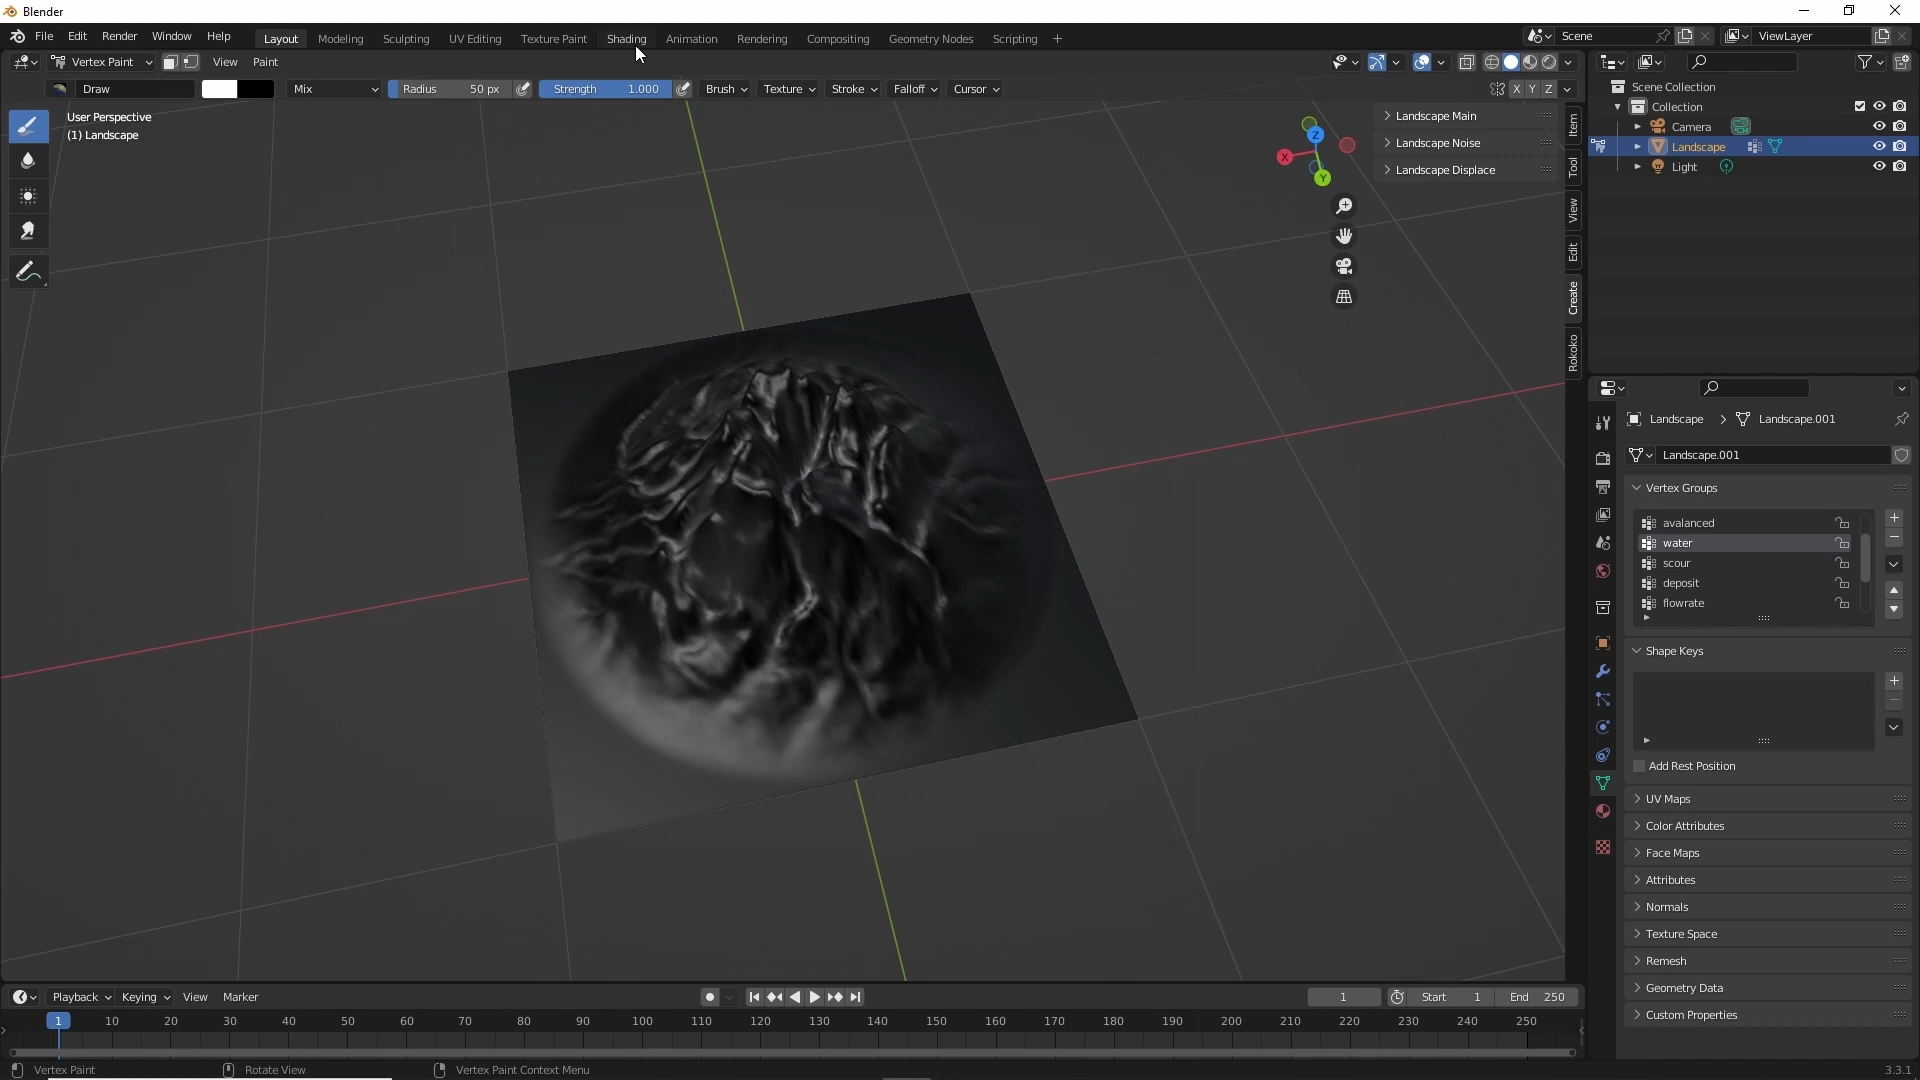 Blender
File Edit Render Window Help Layout Modeling Sculpting UV Editing Texture Paint Shading Animation Rendering Compositing Geometry Nodes Scripting + Scene ViewLayer
Vertex Paint View Paint
Draw Mix Radius 50 px Strength 1.000 Brush Texture Stroke Falloff Cursor X Y Z
User Perspective
(1) Landscape
Landscape Main
Landscape Noise
Landscape Displace
Z
X
Y
Item
Tool
View
Edit
Create
Rokoko
Scene Collection
Collection
Camera
Landscape
Light
Landscape > Landscape.001
Landscape.001
Vertex Groups
avalanced
water
scour
deposit
flowrate
Shape Keys
Add Rest Position
UV Maps
Color Attributes
Face Maps
Attributes
Normals
Texture Space
Remesh
Geometry Data
Custom Properties
Playback Keying View Marker 1 Start 1 End 250
1 10 20 30 40 50 60 70 80 90 100 110 120 130 140 150 160 170 180 190 200 210 220 230 240 250
Vertex Paint Rotate View Vertex Paint Context Menu 3.3.1